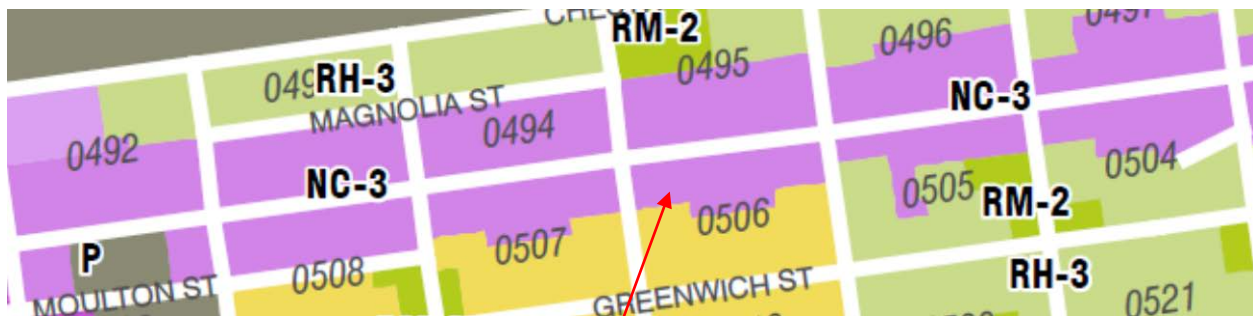 RM-2
0496
0497
RH-3
0495
NC-3
MAGNOLIA ST
0494
0492
0504
NC-3
0505
RM-2
0506
0507
P
0508
RH-3
MOULTON ST
GREENWICH ST
0521